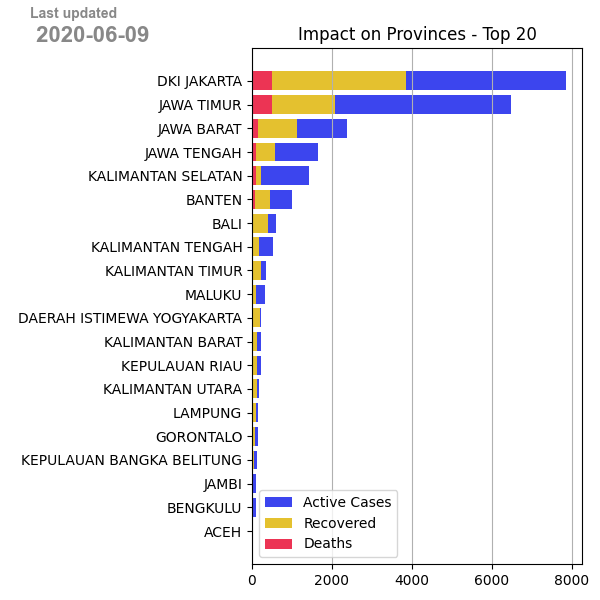 Last updated
2020-06-09
Impact on Provinces - Top 20
DKI JAKARTA
JAWA TIMUR
JAWA BARAT
JAWA TENGAH
KALIMANTAN SELATAN
BANTEN
BALI
KALIMANTAN TENGAH
KALIMANTAN TIMUR
MALUKU
DAERAH ISTIMEWA YOGYAKARTA
KALIMANTAN BARAT
KEPULAUAN RIAU
KALIMANTAN UTARA
LAMPUNG
GORONTALO
KEPULAUAN BANGKA BELITUNG
JAMBI
BENGKULU
ACEH
Active Cases
Recovered
Deaths
0 2000 4000 6000 8000